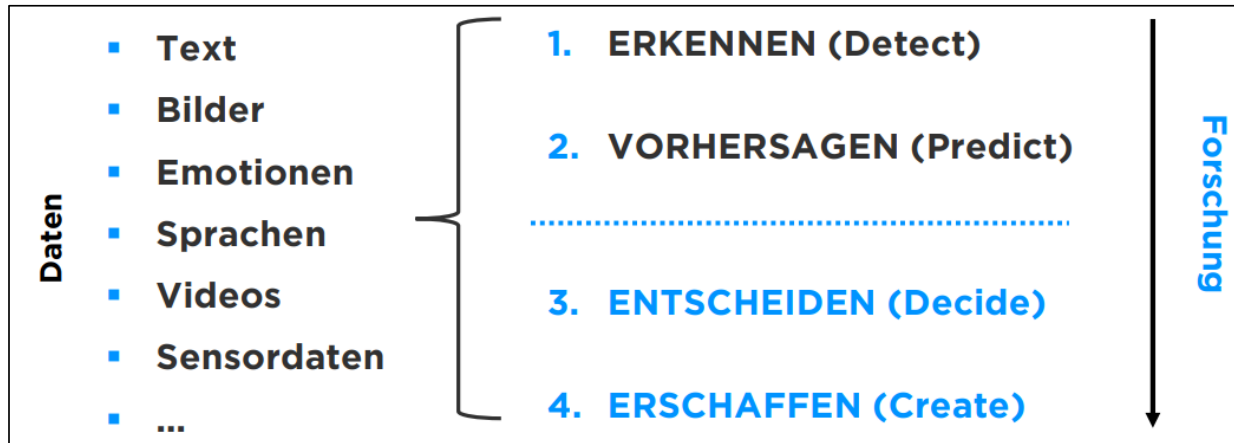 Daten
Text
Bilder
Emotionen
Sprachen
Videos
Sensordaten
...
1. ERKENNEN (Detect)
2. VORHERSAGEN (Predict)
3. ENTSCHEIDEN (Decide)
4. ERSCHAFFEN (Create)
Forschung